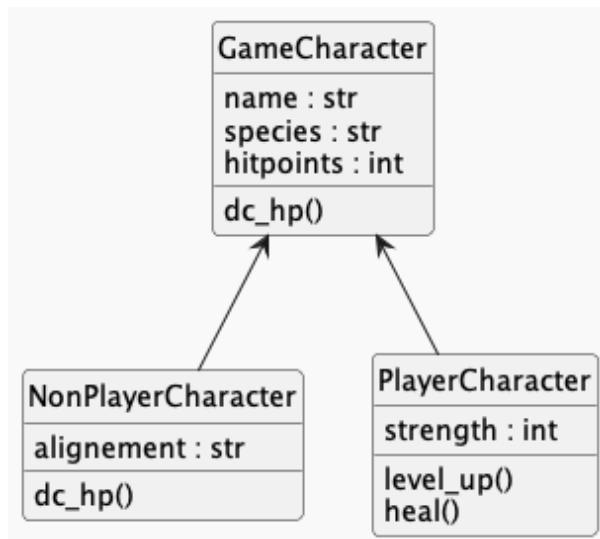 GameCharacter
name : str
species : str
hitpoints : int
dc_hp()
NonPlayerCharacter
alignement : str
dc_hp()
PlayerCharacter
strength : int
level_up()
heal()